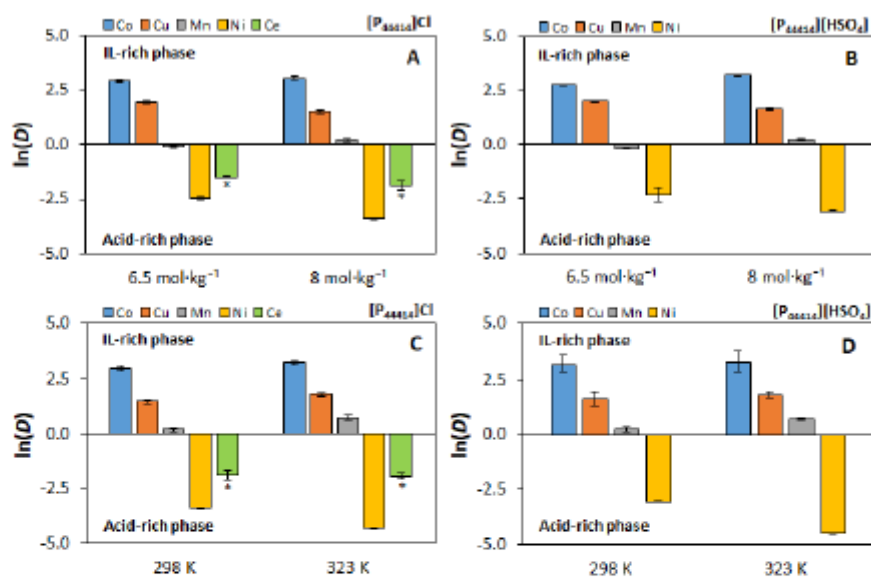 Co Cu Mn Ni Ce [P₄₄₄₁₄]Cl
5.0
IL-rich phase
A
2.5
0.0
ln(D)
*
*
-2.5
Acid-rich phase
-5.0
6.5 mol·kg⁻¹ 8 mol·kg⁻¹
Co Cu Mn Ni [P₄₄₄₁₄][HSO₄]
5.0
IL-rich phase
B
2.5
0.0
ln(D)
-2.5
Acid-rich phase
-5.0
6.5 mol·kg⁻¹ 8 mol·kg⁻¹
Co Cu Mn Ni Ce [P₄₄₄₁₄]Cl
5.0
IL-rich phase
C
2.5
0.0
ln(D)
*
*
-2.5
Acid-rich phase
-5.0
298 K 323 K
Co Cu Mn Ni [P₄₄₄₁₄][HSO₄]
5.0
IL-rich phase
D
2.5
0.0
ln(D)
-2.5
Acid-rich phase
-5.0
298 K 323 K